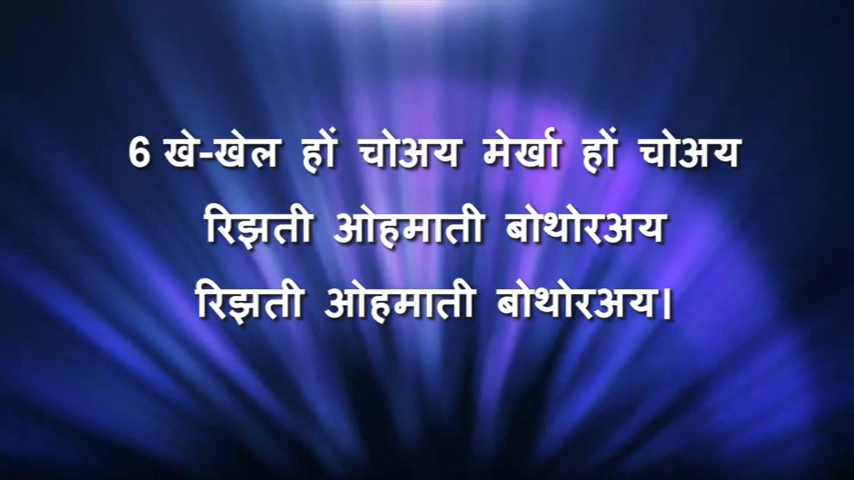 6 खे-खेल हों चोअय मेर्खा हों चोअय
रिझती ओहमाती बोथोरअय
रिझती ओहमाती बोथोरअय।